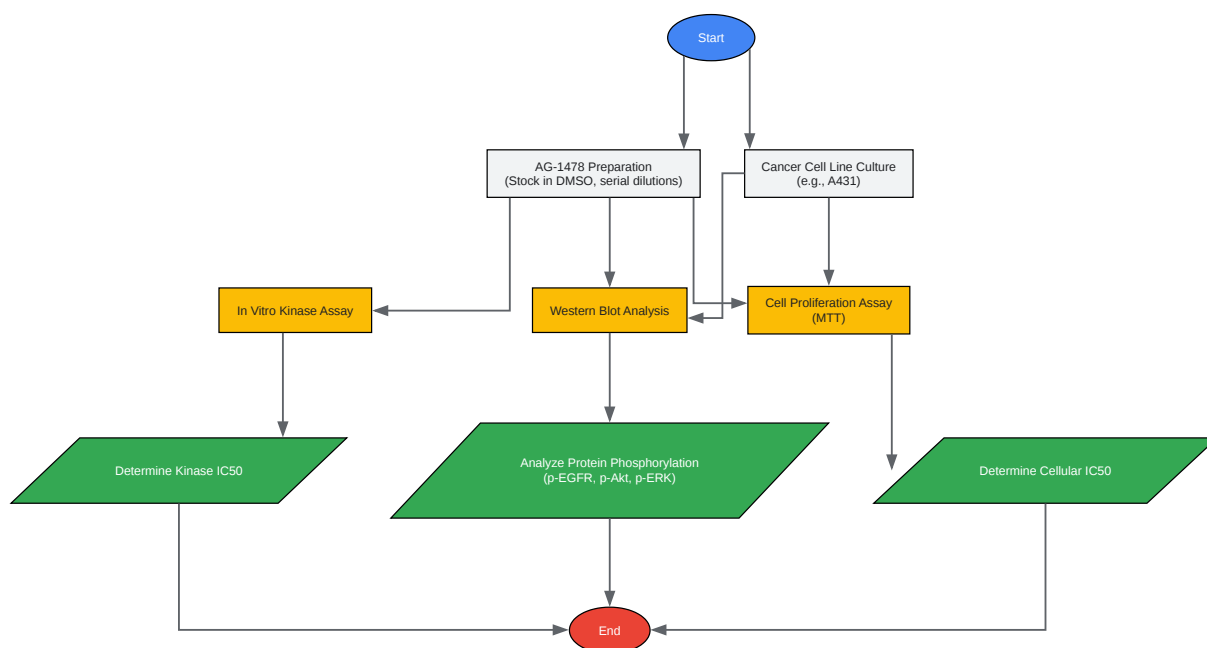 Start
AG-1478 Preparation
(Stock in DMSO, serial dilutions)
Cancer Cell Line Culture
(e.g., A431)
In Vitro Kinase Assay
Western Blot Analysis
Cell Proliferation Assay
(MTT)
Determine Kinase IC50
Analyze Protein Phosphorylation
(p-EGFR, p-Akt, p-ERK)
Determine Cellular IC50
End